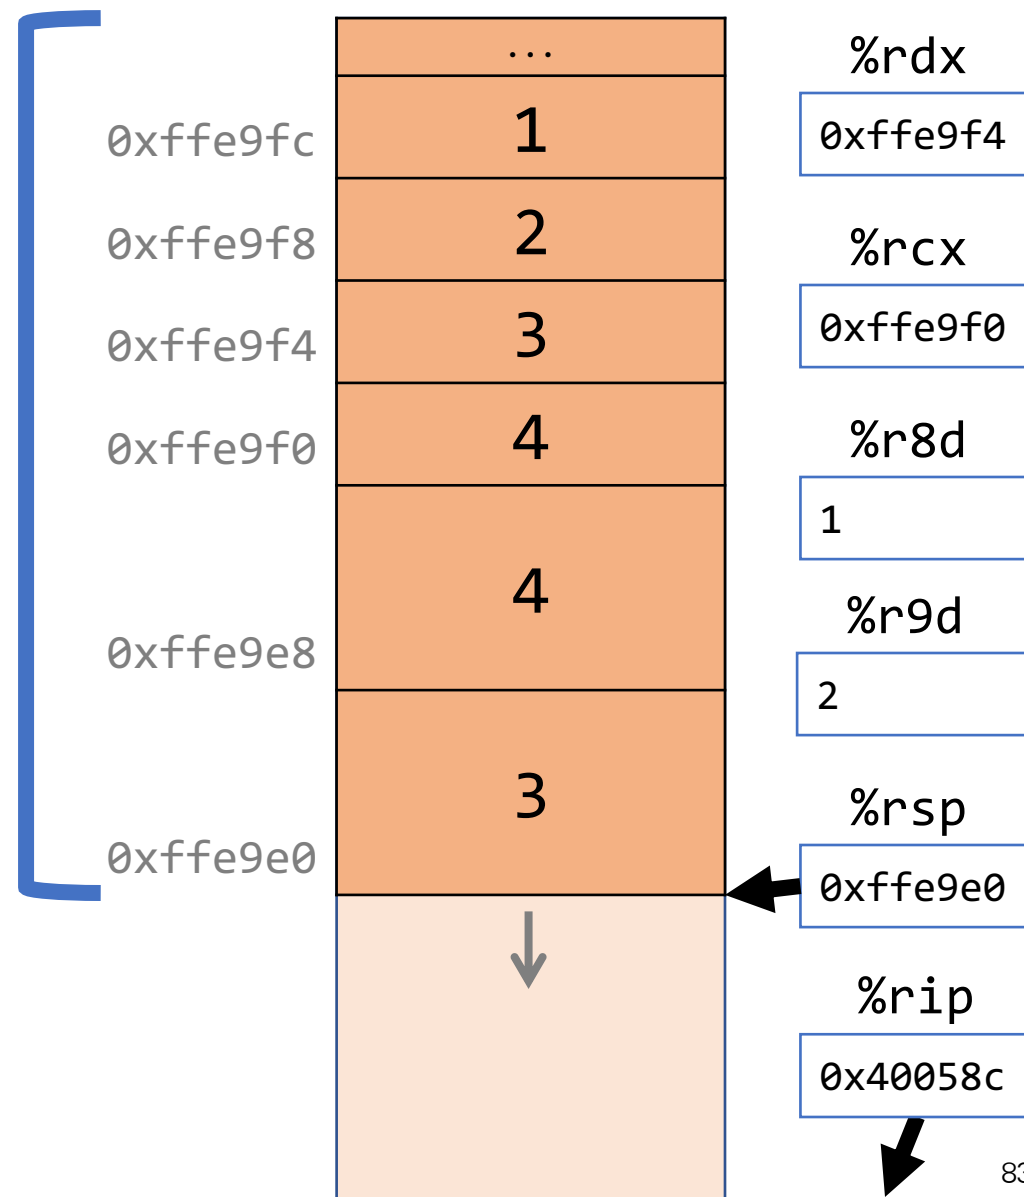 ...
0xffe9fc 1
0xffe9f8 2
0xffe9f4 3
0xffe9f0 4
0xffe9e8 4
0xffe9e0 3
%rdx
0xffe9f4
%rcx
0xffe9f0
%r8d
1
%r9d
2
%rsp
0xffe9e0
%rip
0x40058c
83